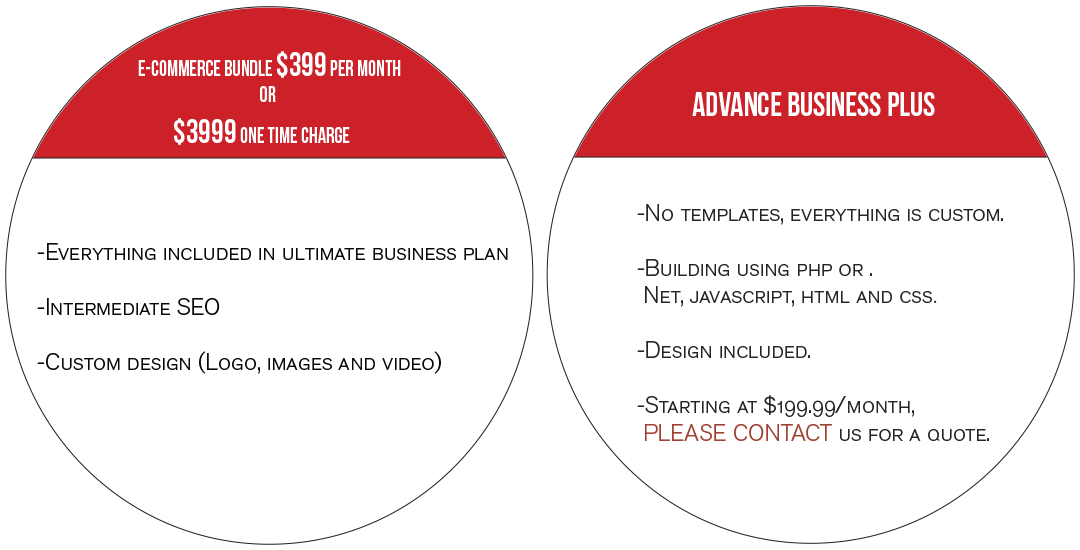 E-COMMERCE BUNDLE $399 PER MONTH
OR
$3999 ONE TIME CHARGE
-Everything included in ultimate business plan
-Intermediate SEO
-Custom design (Logo, images and video)
ADVANCE BUSINESS PLUS
-No templates, everything is custom.
-Building using php or .
Net, javascript, html and css.
-Design included.
-Starting at $199.99/month,
PLEASE CONTACT us for a quote.